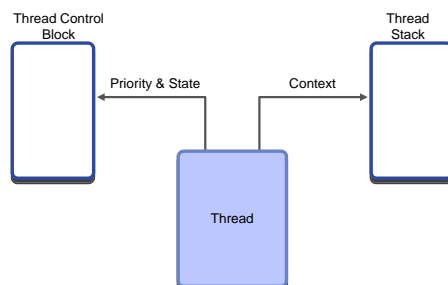 Thread Control
Block
Thread
Stack
Priority & State
Context
Thread